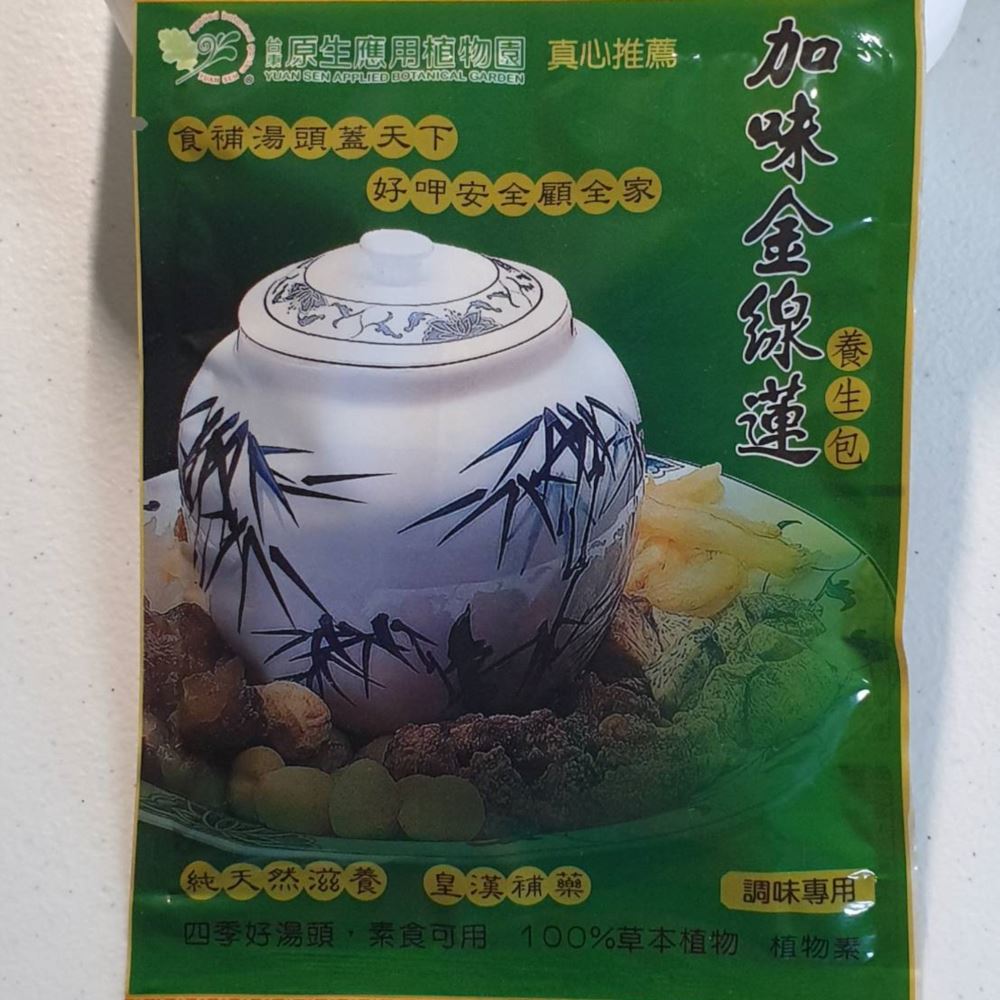 台東原生應用植物園 真心推薦
YUAN SEN APPLIED BOTANICAL GARDEN
YUAN SEN
食補湯頭蓋天下
好呷安全顧全家
加味金線蓮
養生包
純天然滋養 皇漢補藥
調味專用
四季好湯頭，素食可用 100%草本植物 植物素